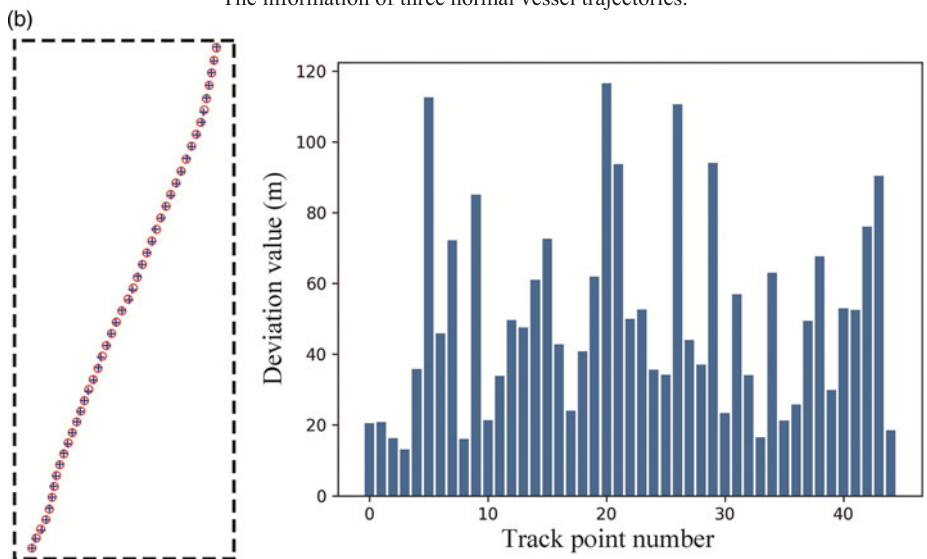 The information of three normal vessel trajectories.
(b)
120
100
80
60
40
20
0
Deviation value (m)
0 10 20 30 40
Track point number